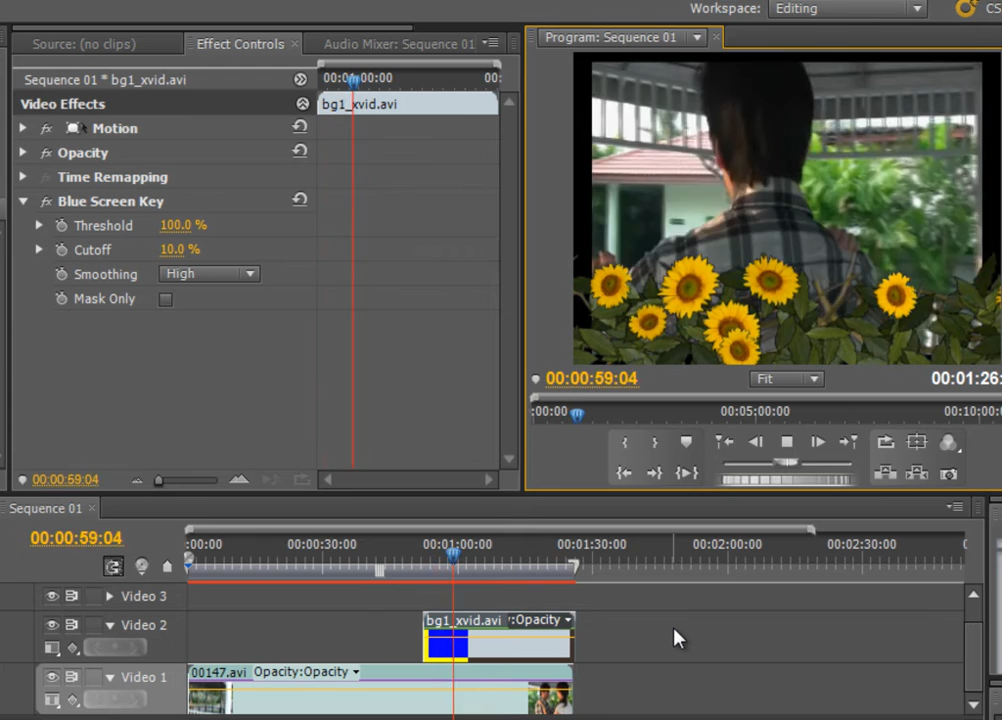 Workspace: Editing CS
Source: (no clips) Effect Controls × Audio Mixer: Sequence 01
Program: Sequence 01 ×
Sequence 01 * bg1_xvid.avi
00:01:00:00 00:
Video Effects
bg1_xvid.avi
fx Motion
fx Opacity
Time Remapping
fx Blue Screen Key
Threshold 100.0 %
Cutoff 10.0 %
Smoothing High
Mask Only
00:00:59:04 Fit 00:01:26:
:00:00 00:05:00:00 00:10:00:
00:00:59:04
Sequence 01 ×
00:00:59:04
:00:00 00:00:30:00 00:01:00:00 00:01:30:00 00:02:00:00 00:02:30:00
Video 3
Video 2
bg1_xvid.avi y:Opacity
Video 1
00147.avi Opacity:Opacity